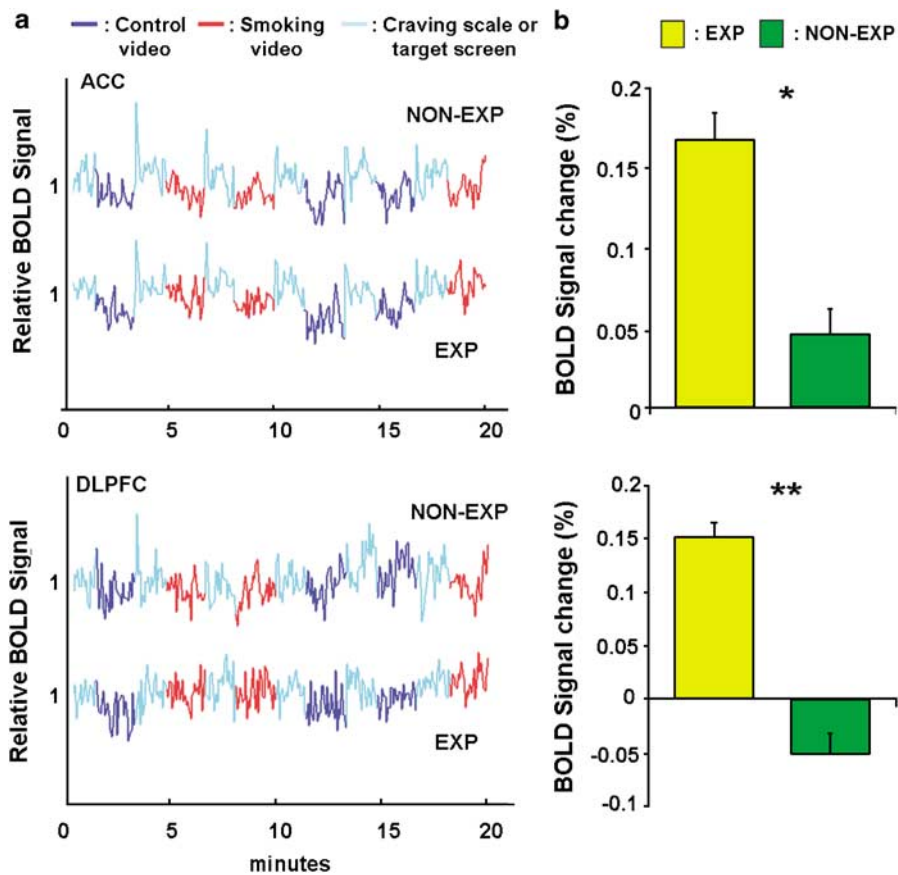 a
: Control video
: Smoking video
: Craving scale or target screen
ACC
NON-EXP
Relative BOLD Signal
1
1
EXP
0 5 10 15 20
DLPFC
NON-EXP
Relative BOLD Signal
1
1
EXP
0 5 10 15 20
minutes
b
: EXP : NON-EXP
BOLD Signal change (%)
0.2
*
0.15
0.1
0.05
0
BOLD Signal change (%)
0.2
**
0.15
0.1
0.05
0
-0.05
-0.1